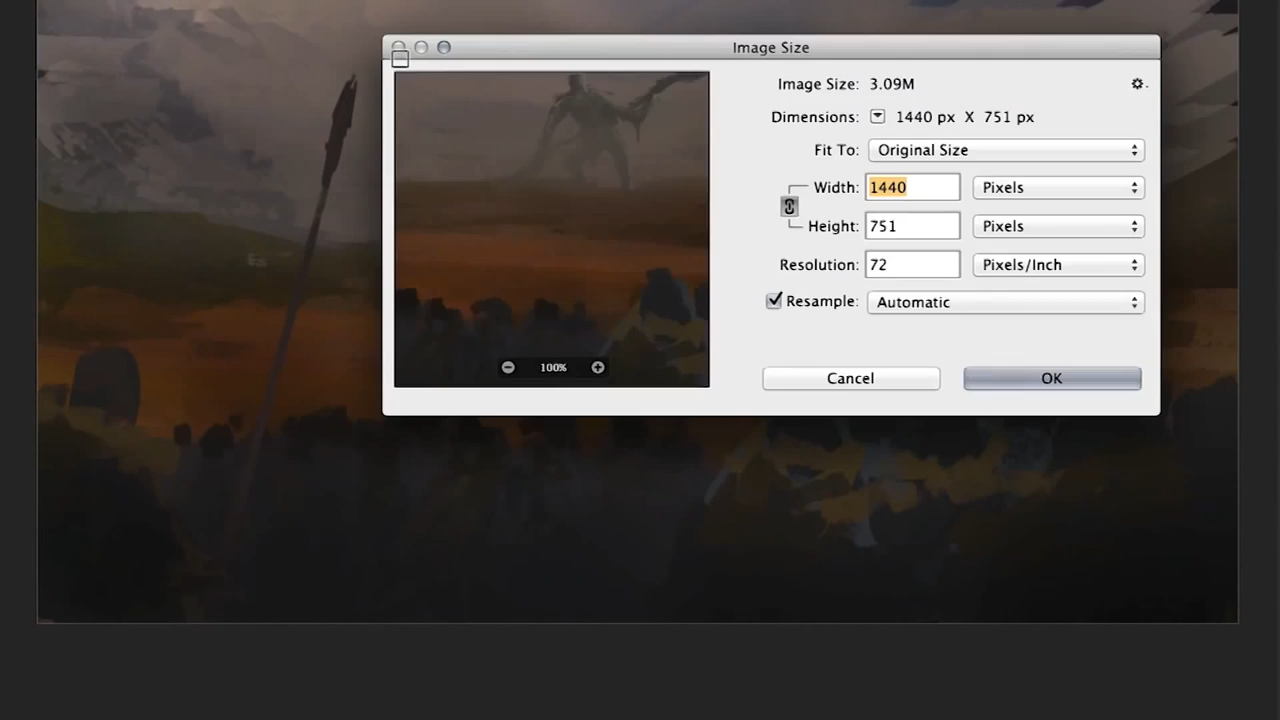 Image Size
Image Size: 3.09M
Dimensions: 1440 px X 751 px
Fit To: Original Size
Width: 1440 Pixels
Height: 751 Pixels
Resolution: 72 Pixels/Inch
Resample: Automatic
100%
Cancel OK